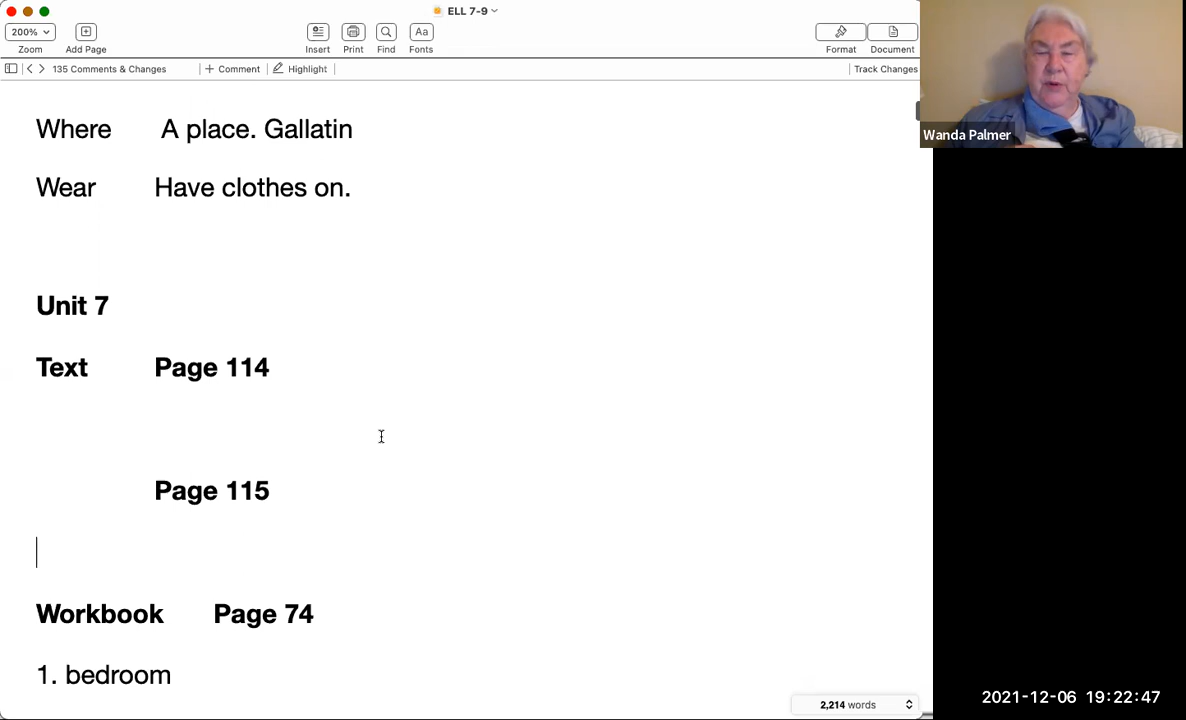 ELL 7-9
200%
Zoom Add Page Insert Print Find Fonts Format Document
Aa
135 Comments & Changes + Comment Highlight Track Changes
Wanda Palmer
Where A place. Gallatin
Wear Have clothes on.
Unit 7
Text Page 114
Page 115
Workbook Page 74
1. bedroom
2,214 words
2021-12-06 19:22:47